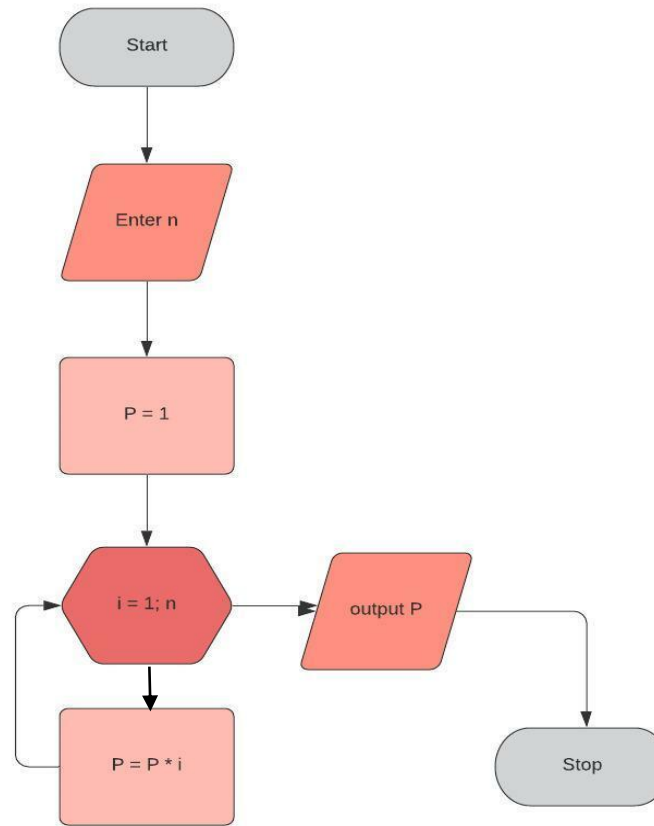 Start
Enter n
P = 1
i = 1; n
output P
P = P * i
Stop